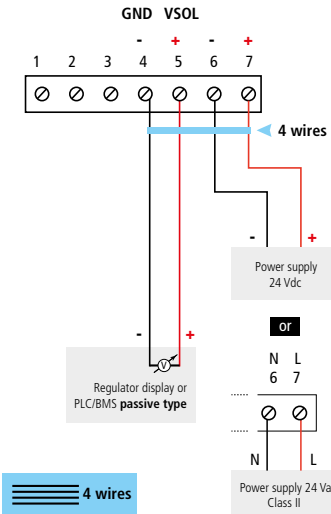 GND VSOL
- + - +
1 2 3 4 5 6 7
4 wires
- +
Power supply
24 Vdc
or
- +
V
N L
6 7
Regulator display or
PLC/BMS passive type
N L
4 wires
Power supply 24 Va
Class II